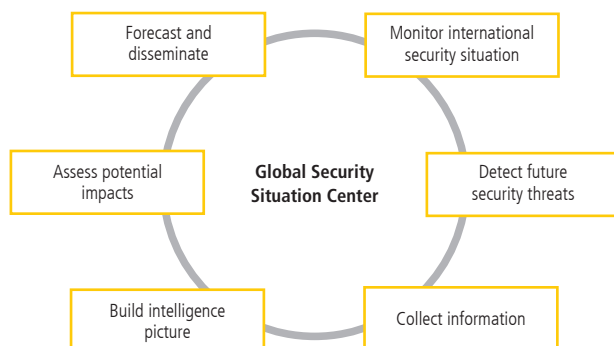 Forecast and
disseminate
Monitor international
security situation
Assess potential
impacts
Global Security
Situation Center
Detect future
security threats
Build intelligence
picture
Collect information